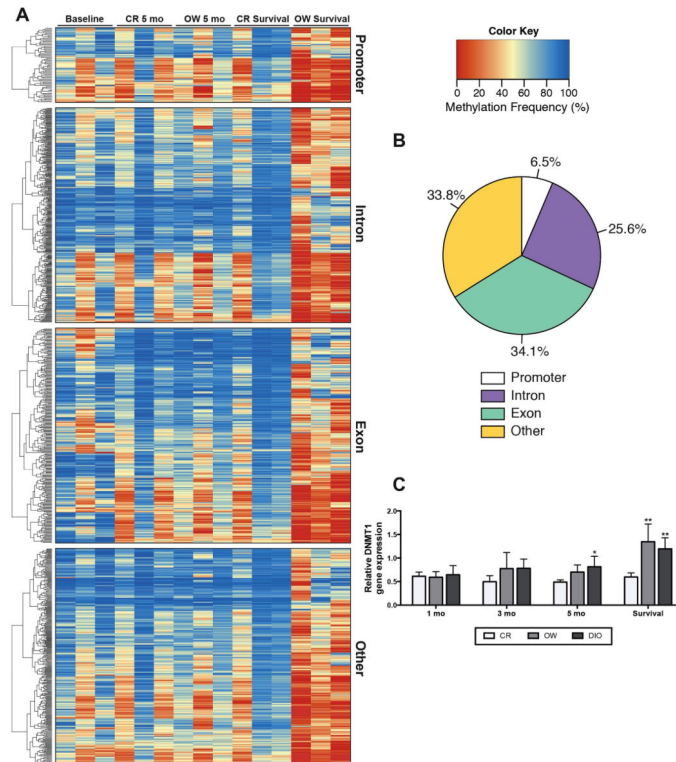 A
Baseline CR 5 mo OW 5 mo CR Survival OW Survival
Promoter
Intron
Exon
Other
Color Key
0 20 40 60 80 100
Methylation Frequency (%)
B
6.5%
25.6%
34.1%
33.8%
Promoter
Intron
Exon
Other
C
Relative DNMT1
gene expression
2.0
1.5
1.0
0.5
0.0
*
**
**
1 mo 3 mo 5 mo Survival
CR OW DIO